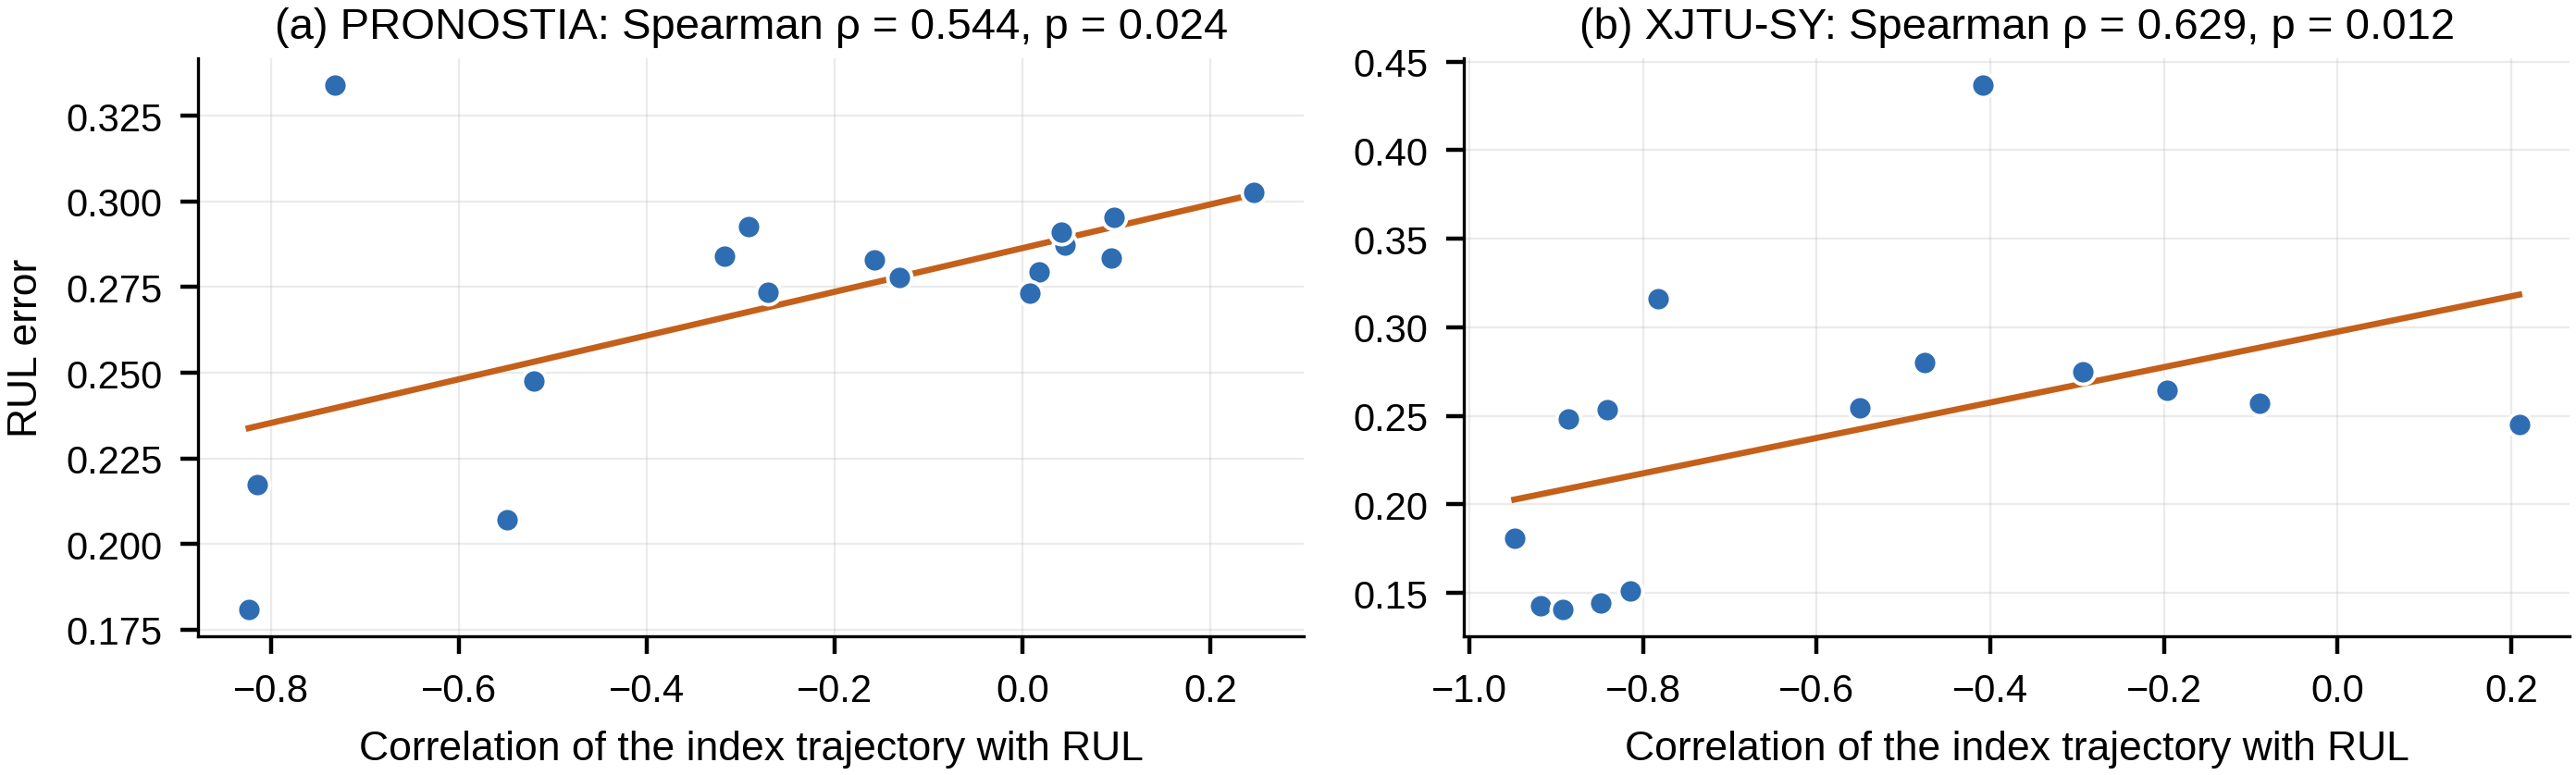 (a) PRONOSTIA: Spearman ρ = 0.544, p = 0.024
RUL error
0.325
0.300
0.275
0.250
0.225
0.200
0.175
−0.8 −0.6 −0.4 −0.2 0.0 0.2
Correlation of the index trajectory with RUL
(b) XJTU-SY: Spearman ρ = 0.629, p = 0.012
0.45
0.40
0.35
0.30
0.25
0.20
0.15
−1.0 −0.8 −0.6 −0.4 −0.2 0.0 0.2
Correlation of the index trajectory with RUL